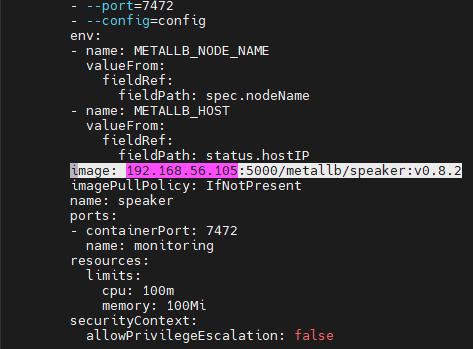 - --port=7472
- --config=config
env:
- name: METALLB_NODE_NAME
valueFrom:
fieldRef:
fieldPath: spec.nodeName
- name: METALLB_HOST
valueFrom:
fieldRef:
fieldPath: status.hostIP
image: 192.168.56.105:5000/metallb/speaker:v0.8.2
imagePullPolicy: IfNotPresent
name: speaker
ports:
- containerPort: 7472
name: monitoring
resources:
limits:
cpu: 100m
memory: 100Mi
securityContext:
allowPrivilegeEscalation: false